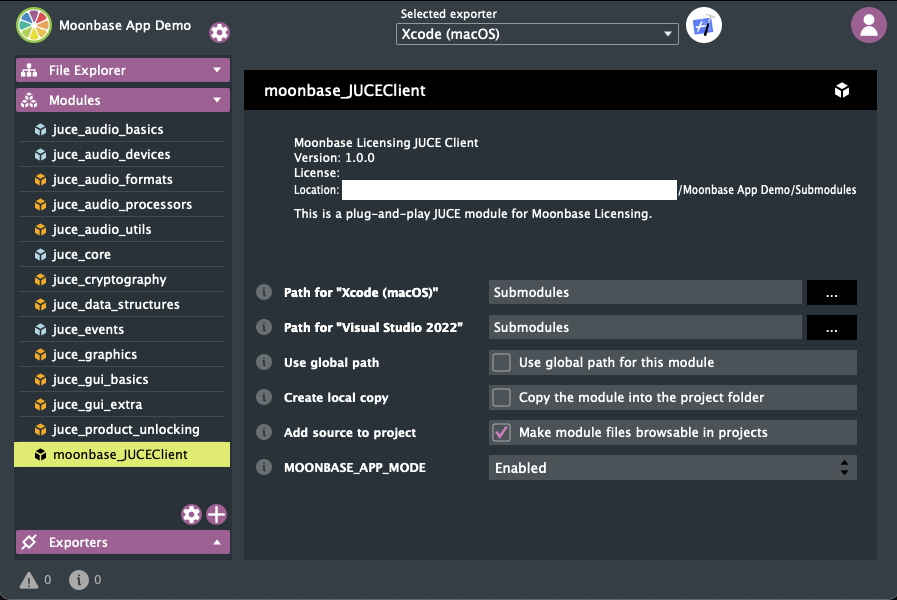 Moonbase App Demo
Selected exporter
Xcode (macOS)
File Explorer
Modules
juce_audio_basics
juce_audio_devices
juce_audio_formats
juce_audio_processors
juce_audio_utils
juce_core
juce_cryptography
juce_data_structures
juce_events
juce_graphics
juce_gui_basics
juce_gui_extra
juce_product_unlocking
moonbase_JUCEClient
Exporters
0
0
moonbase_JUCEClient
Moonbase Licensing JUCE Client
Version: 1.0.0
License:
Location: /Moonbase App Demo/Submodules
This is a plug-and-play JUCE module for Moonbase Licensing.
Path for "Xcode (macOS)" Submodules ...
Path for "Visual Studio 2022" Submodules ...
Use global path Use global path for this module
Create local copy Copy the module into the project folder
Add source to project Make module files browsable in projects
MOONBASE_APP_MODE Enabled